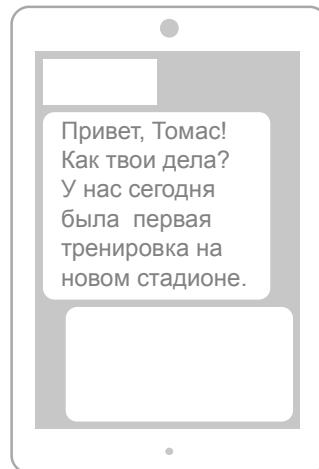 Привет, Томас!
Как твои дела?
У нас сегодня
была первая
тренировка на
новом стадионе.